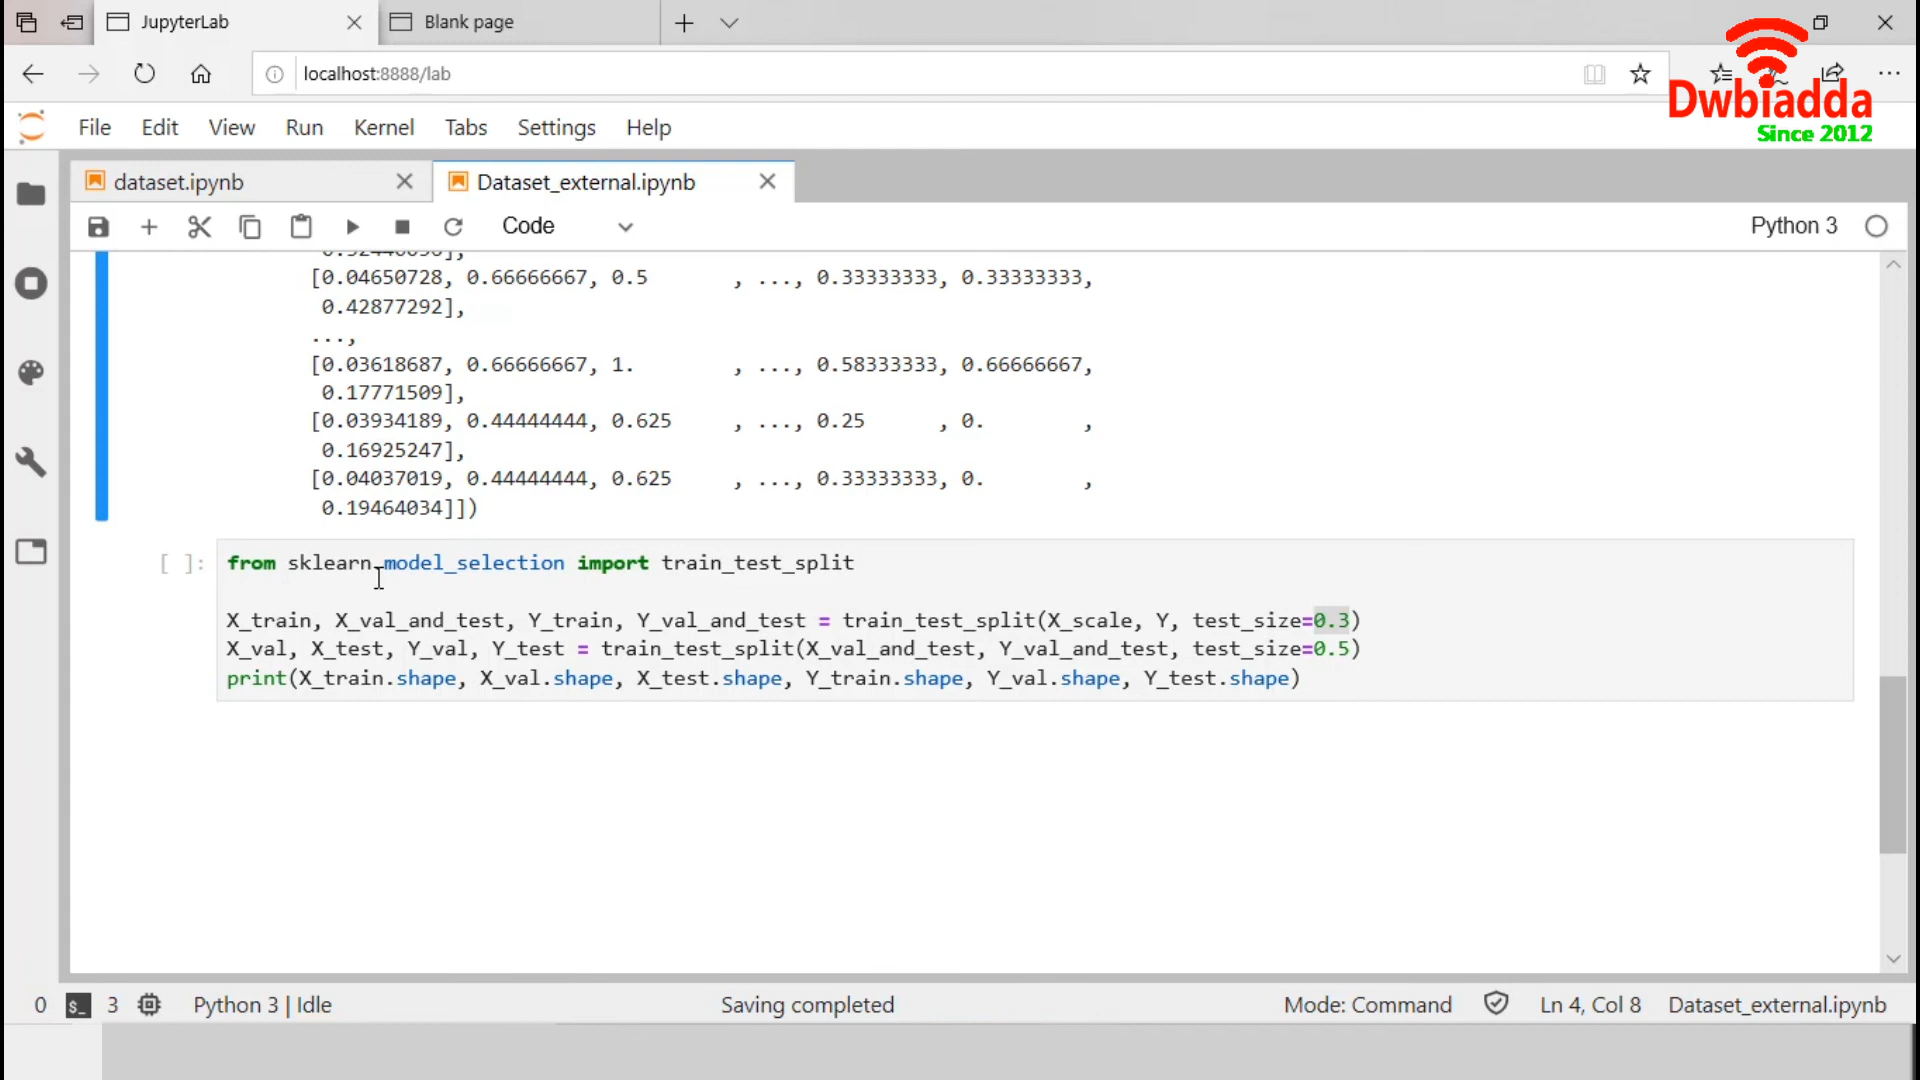 JupyterLab
Blank page
localhost:8888/lab
Dwbiadda
Since 2012
File Edit View Run Kernel Tabs Settings Help
dataset.ipynb
Dataset_external.ipynb
Code
Python 3
[0.04650728, 0.66666667, 0.5 , ..., 0.33333333, 0.33333333,
0.42877292],
...,
[0.03618687, 0.66666667, 1. , ..., 0.58333333, 0.66666667,
0.17771509],
[0.03934189, 0.44444444, 0.625 , ..., 0.25 , 0. ,
0.16925247],
[0.04037019, 0.44444444, 0.625 , ..., 0.33333333, 0. ,
0.19464034]])
[ ]: from sklearn.model_selection import train_test_split
X_train, X_val_and_test, Y_train, Y_val_and_test = train_test_split(X_scale, Y, test_size=0.3)
X_val, X_test, Y_val, Y_test = train_test_split(X_val_and_test, Y_val_and_test, test_size=0.5)
print(X_train.shape, X_val.shape, X_test.shape, Y_train.shape, Y_val.shape, Y_test.shape)
0 $_ 3 Python 3 | Idle Saving completed Mode: Command Ln 4, Col 8 Dataset_external.ipynb